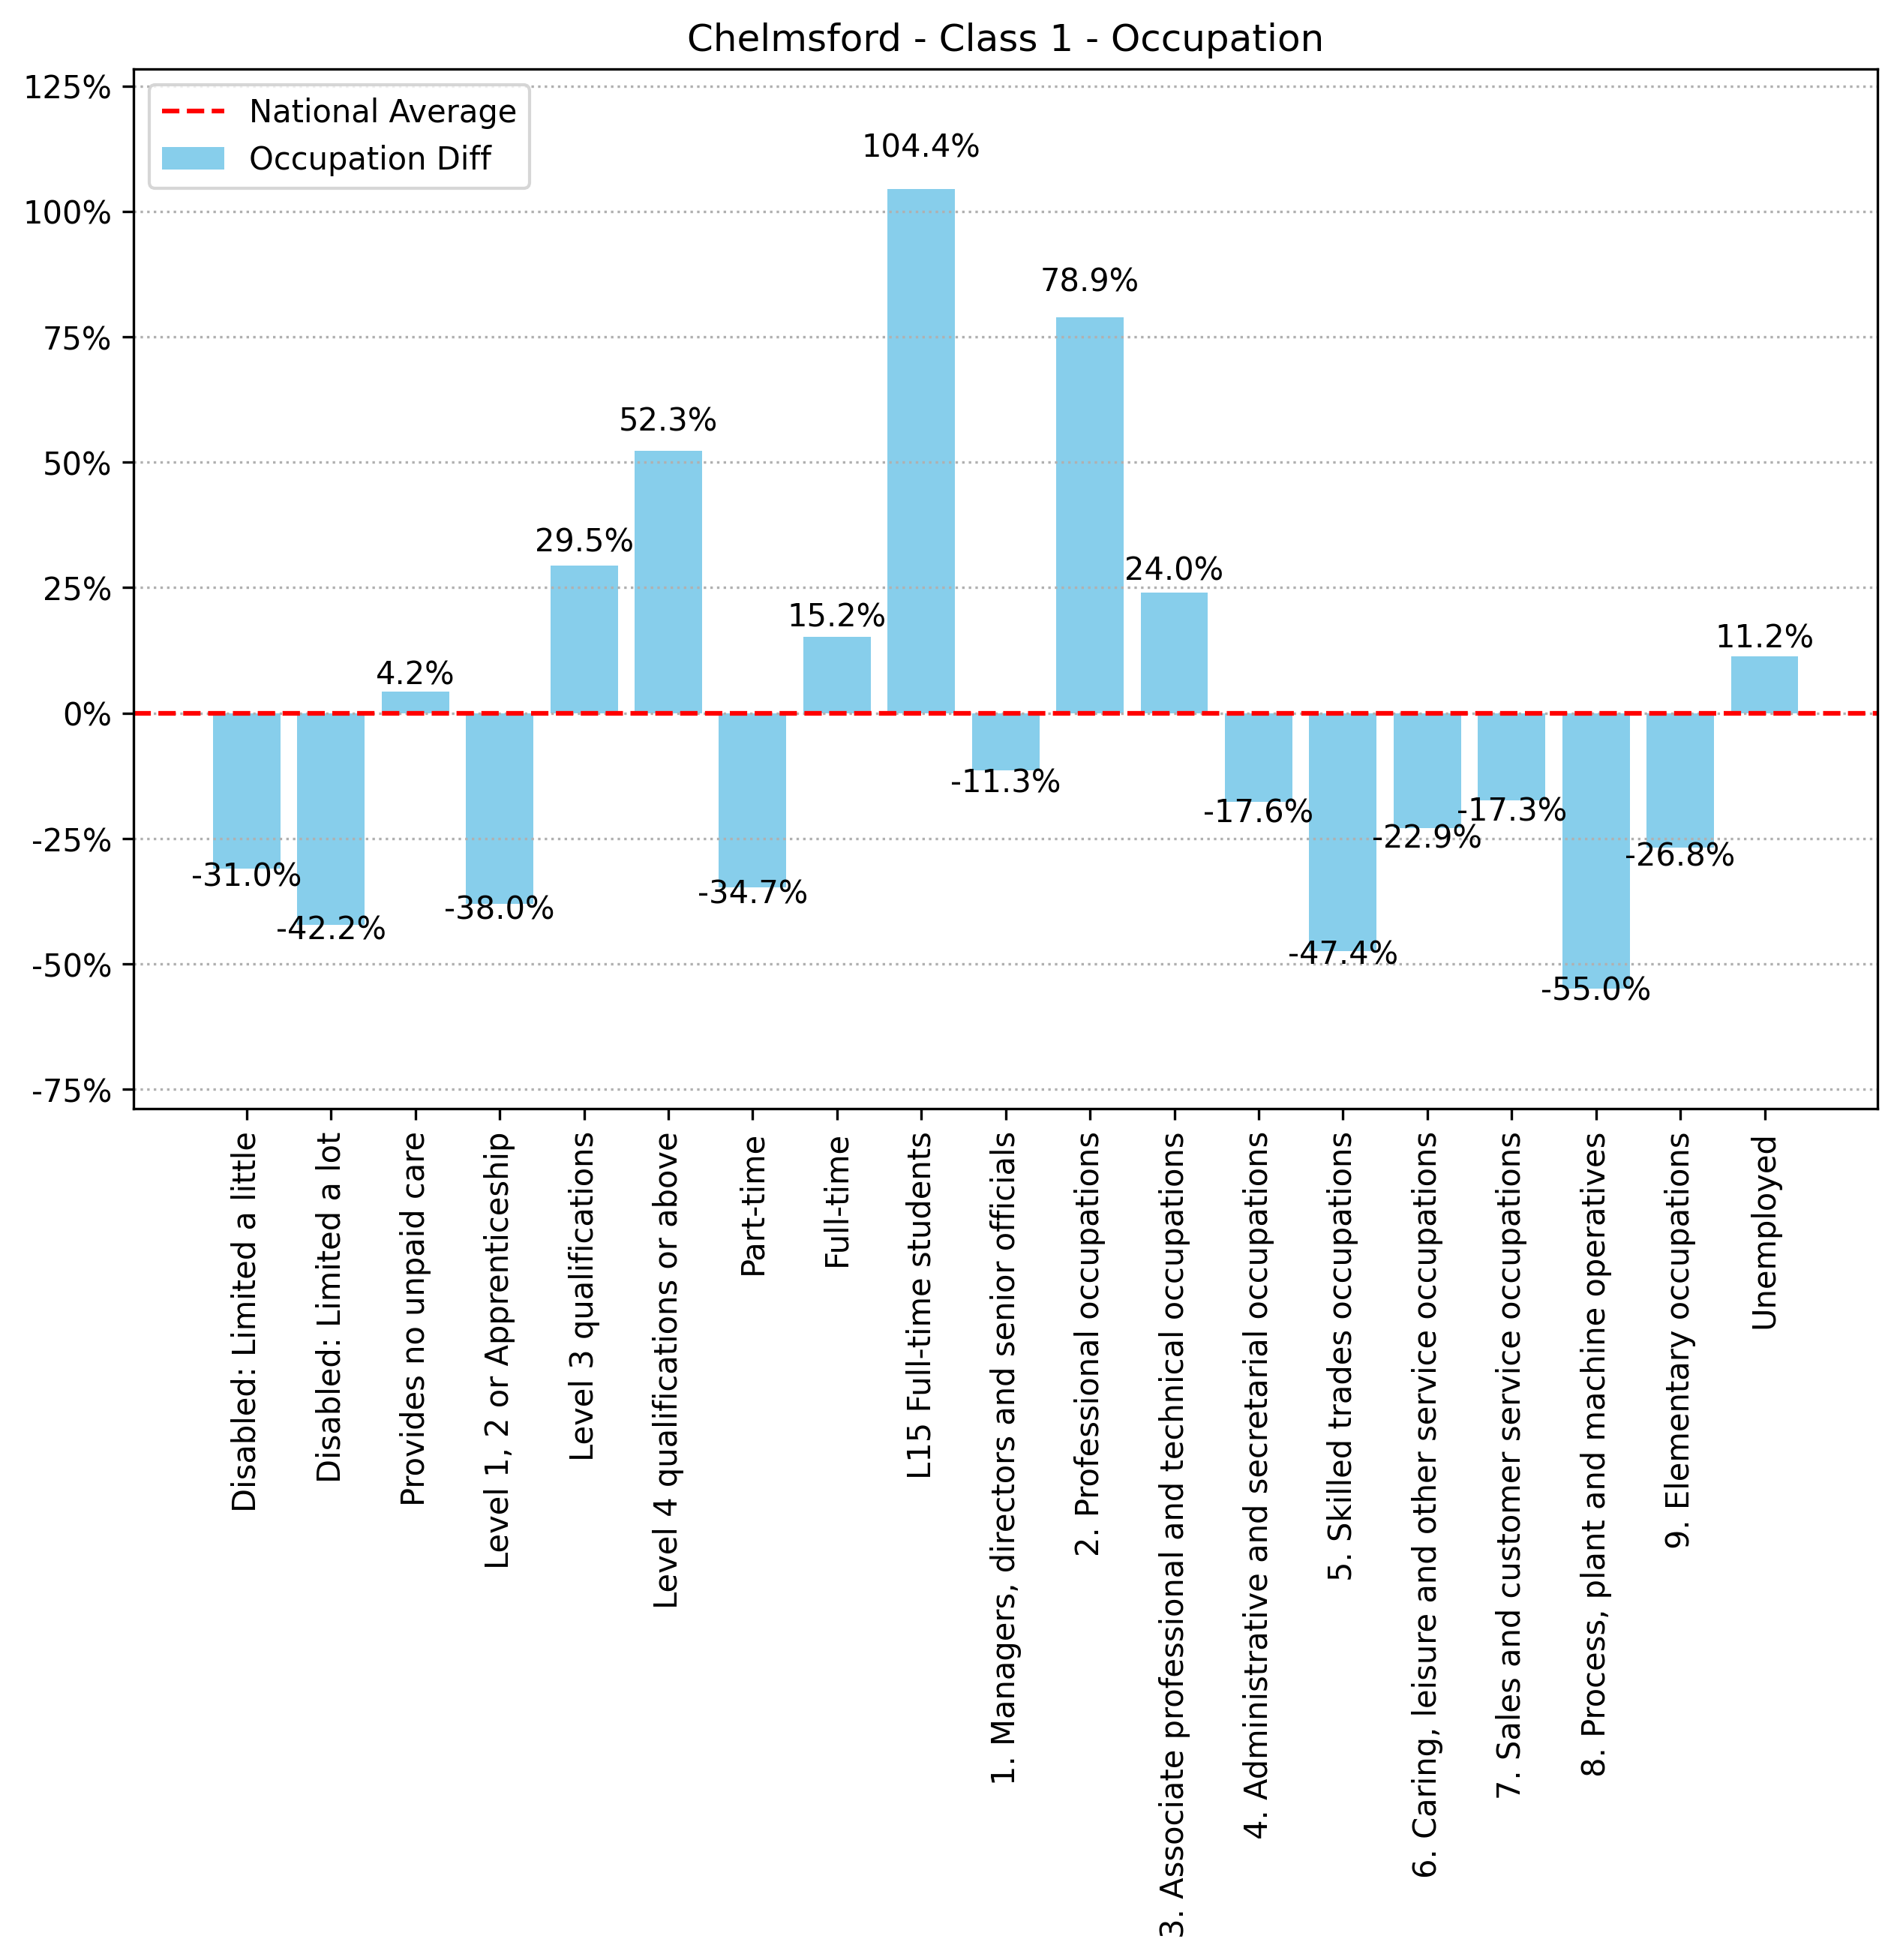 Chelmsford - Class 1 - Occupation
National Average
Occupation Diff
125%
100%
75%
50%
25%
0%
-25%
-50%
-75%
-31.0%
-42.2%
4.2%
-38.0%
29.5%
52.3%
-34.7%
15.2%
104.4%
-11.3%
78.9%
24.0%
-17.6%
-47.4%
-22.9%
-17.3%
-55.0%
-26.8%
11.2%
Disabled: Limited a little
Disabled: Limited a lot
Provides no unpaid care
Level 1, 2 or Apprenticeship
Level 3 qualifications
Level 4 qualifications or above
Part-time
Full-time
L15 Full-time students
1. Managers, directors and senior officials
2. Professional occupations
3. Associate professional and technical occupations
4. Administrative and secretarial occupations
5. Skilled trades occupations
6. Caring, leisure and other service occupations
7. Sales and customer service occupations
8. Process, plant and machine operatives
9. Elementary occupations
Unemployed